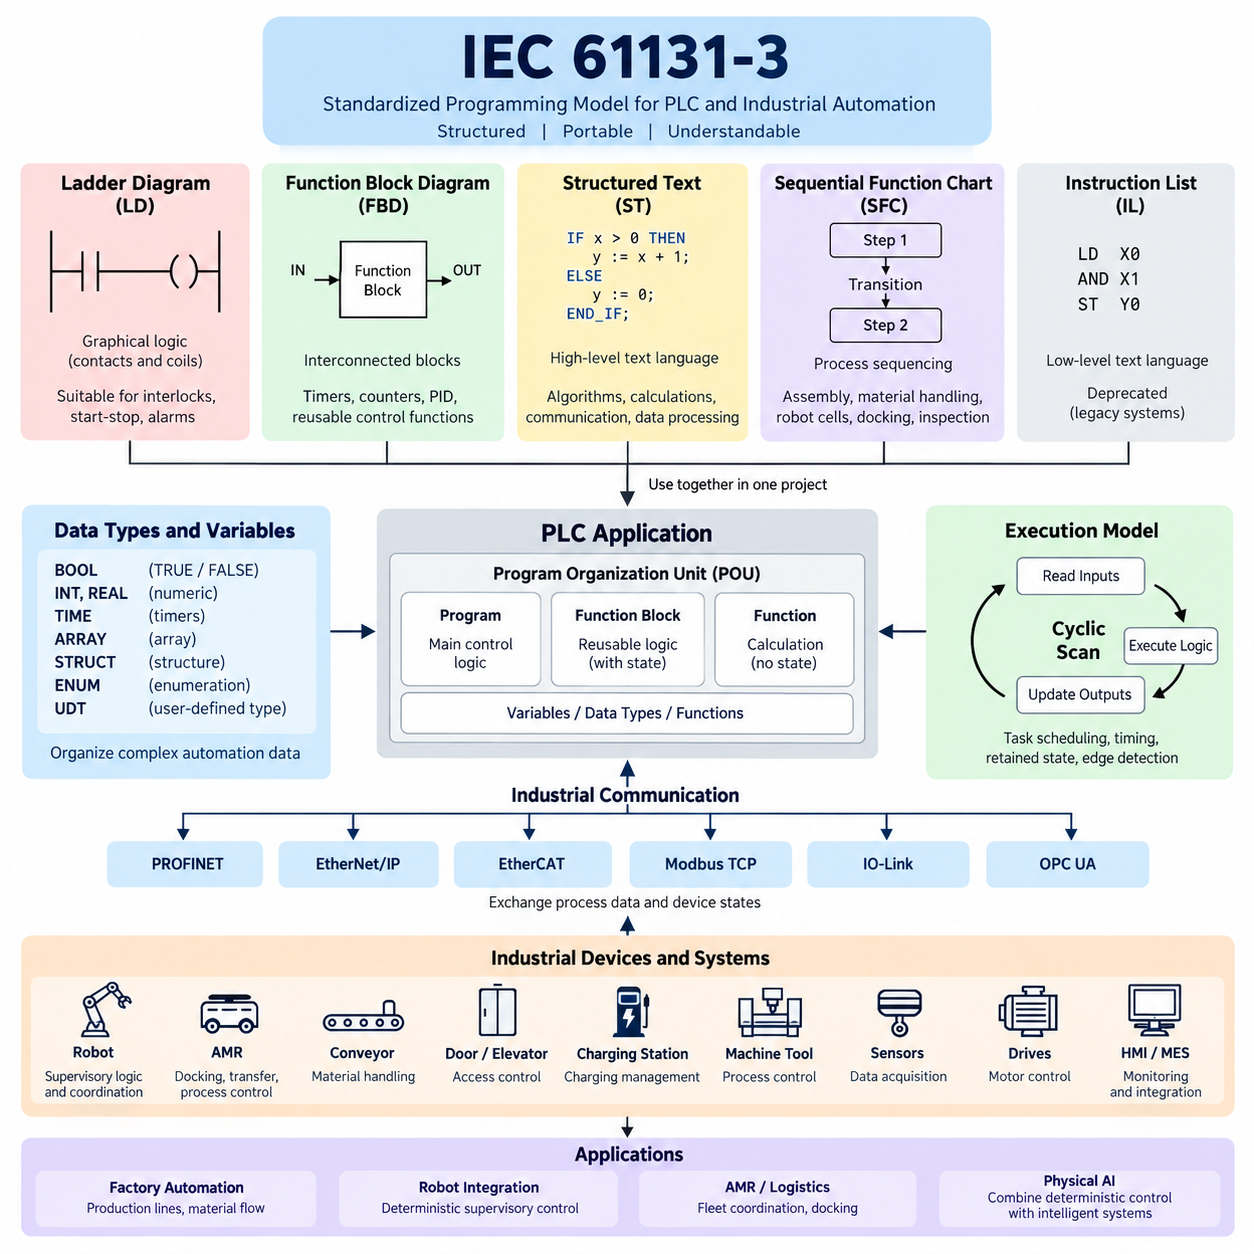 IEC 61131-3
Standardized Programming Model for PLC and Industrial Automation
Structured | Portable | Understandable
Ladder Diagram
(LD)
Graphical logic
(contacts and coils)
Suitable for interlocks,
start-stop, alarms
Function Block Diagram
(FBD)
IN
Function
Block
OUT
Interconnected blocks
Timers, counters, PID,
reusable control functions
Structured Text
(ST)
IF x > 0 THEN
y := x + 1;
ELSE
y := 0;
END_IF;
High-level text language
Algorithms, calculations,
communication, data processing
Sequential Function Chart
(SFC)
Step 1
Transition
Step 2
Process sequencing
Assembly, material handling,
robot cells, docking, inspection
Instruction List
(IL)
LD X0
AND X1
ST Y0
Low-level text language
Deprecated
(legacy systems)
Use together in one project
Data Types and Variables
BOOL (TRUE / FALSE)
INT, REAL (numeric)
TIME (timers)
ARRAY (array)
STRUCT (structure)
ENUM (enumeration)
UDT (user-defined type)
Organize complex automation data
PLC Application
Program Organization Unit (POU)
Program
Main control
logic
Function Block
Reusable logic
(with state)
Function
Calculation
(no state)
Variables / Data Types / Functions
Execution Model
Read Inputs
Cyclic
Scan
Execute Logic
Update Outputs
Task scheduling, timing,
retained state, edge detection
Industrial Communication
PROFINET
EtherNet/IP
EtherCAT
Modbus TCP
IO-Link
OPC UA
Exchange process data and device states
Industrial Devices and Systems
Robot
Supervisory logic
and coordination
AMR
Docking, transfer,
process control
Conveyor
Material handling
Door / Elevator
Access control
Charging Station
Charging management
Machine Tool
Process control
Sensors
Data acquisition
Drives
Motor control
HMI / MES
Monitoring
and integration
Applications
Factory Automation
Production lines, material flow
Robot Integration
Deterministic supervisory control
AMR / Logistics
Fleet coordination, docking
Physical AI
Combine deterministic control
with intelligent systems